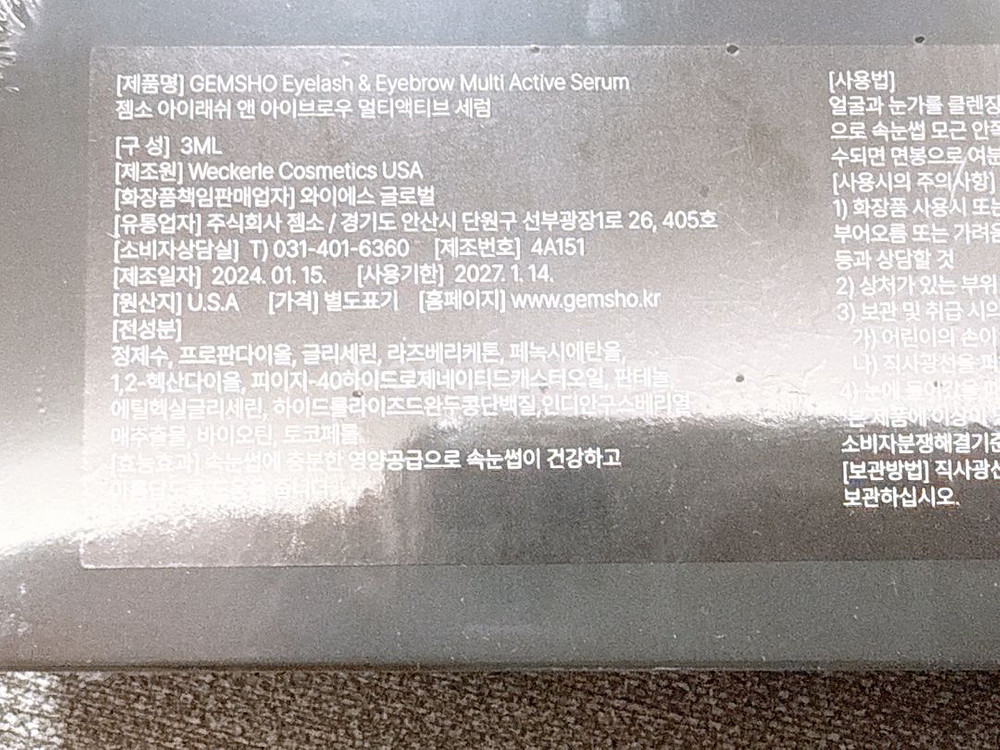 [제품명] GEMSHO Eyelash & Eyebrow Multi Active Serum
젬소 아이래쉬 앤 아이브로우 멀티액티브 세럼
[구 성] 3ML
[제조원] Weckerle Cosmetics USA
[화장품책임판매업자] 와이에스 글로벌
[유통업자] 주식회사 젬소 / 경기도 안산시 단원구 선부광장1로 26, 405호
[소비자상담실] T) 031-401-6360 [제조번호] 4A151
[제조일자] 2024. 01. 15. [사용기한] 2027. 1. 14.
[원산지] U.S.A [가격] 별도표기 [홈페이지] www.gemsho.kr
[전성분]
정제수, 프로판다이올, 글리세린, 라즈베리케톤, 페녹시에탄올,
1,2-헥산다이올, 피이지-40하이드로제네이티드캐스터오일, 판테놀,
에틸헥실글리세린, 하이드롤라이즈드완두콩단백질, 인디안구스베리열
매추출물, 바이오틴, 토코페롤
[효능효과] 속눈썹에 충분한 영양공급으로 속눈썹이 건강하고
[사용법]
얼굴과 눈가를 클렌징
으로 속눈썹 모근 안쪽
수되면 면봉으로 여분
[사용시의 주의사항]
1) 화장품 사용시 또는
부어오름 또는 가려움
등과 상담할 것
2) 상처가 있는 부위
3) 보관 및 취급 시의
가) 어린이의 손이
나) 직사광선을
4) 눈에 들어갔을
본 제품에 이상이
소비자분쟁해결기준
[보관방법] 직사광선
보관하십시오.